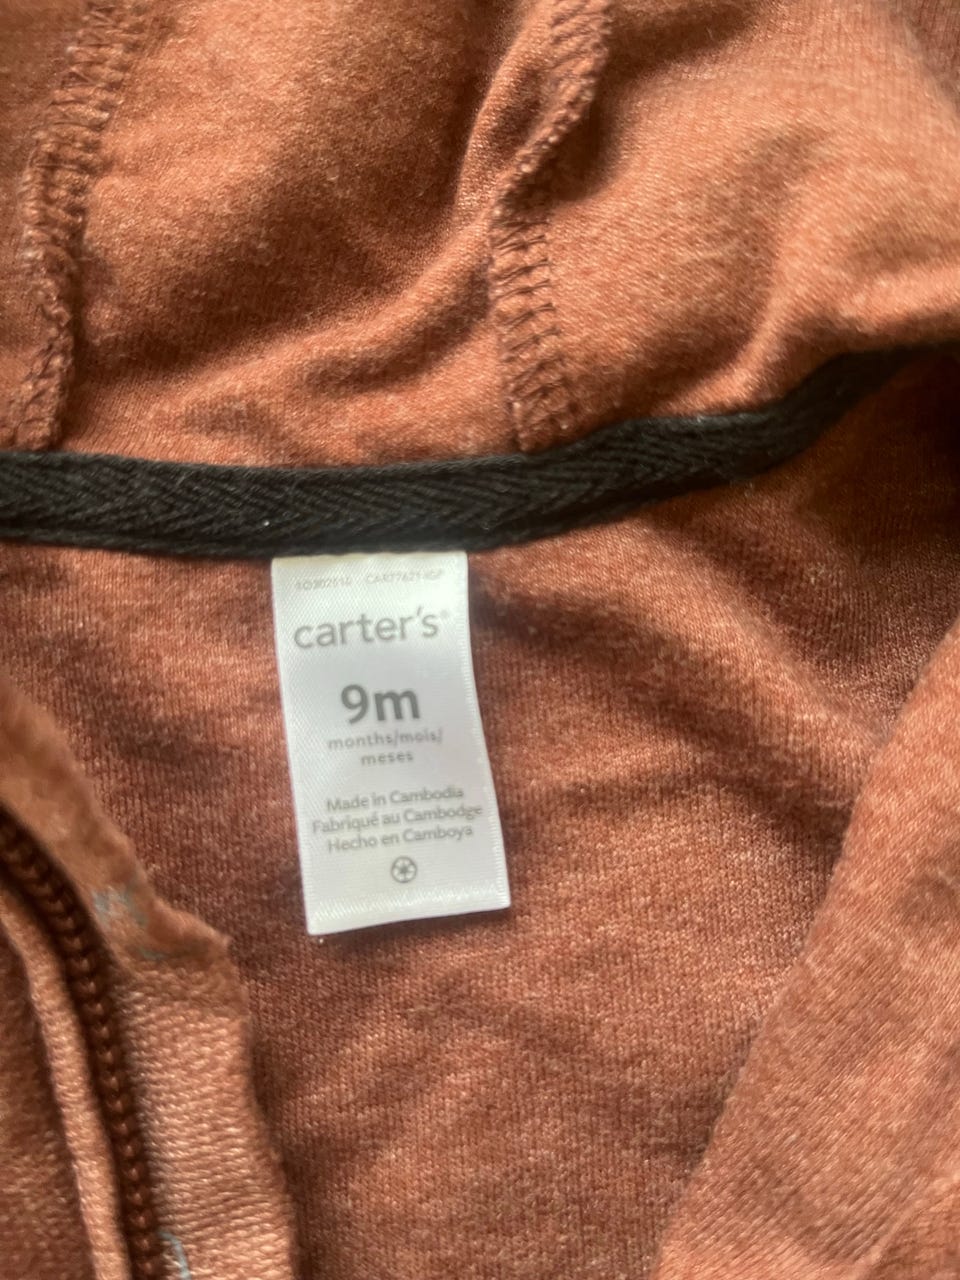 carter's®
9m
months/mois/
meses
Made in Cambodia
Fabriqué au Cambodge
Hecho en Camboya